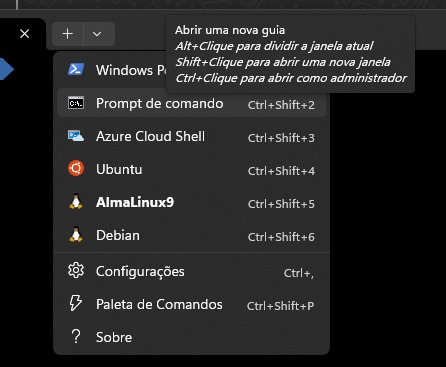 Abrir uma nova guia
Alt+Clique para dividir a janela atual
Shift+Clique para abrir uma nova janela
Ctrl+Clique para abrir como administrador
Windows
Prompt de comando Ctrl+Shift+2
Azure Cloud Shell Ctrl+Shift+3
Ubuntu Ctrl+Shift+4
AlmaLinux9 Ctrl+Shift+5
Debian Ctrl+Shift+6
Configurações Ctrl+,
Paleta de Comandos Ctrl+Shift+P
Sobre